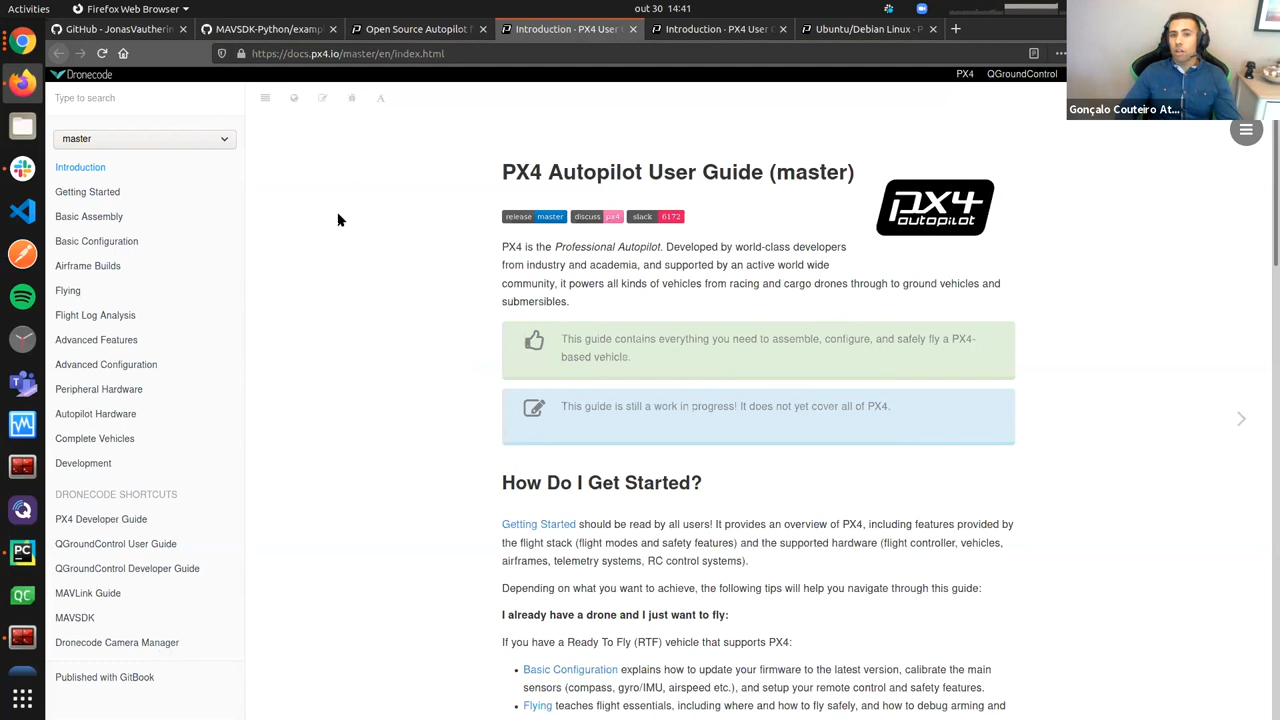 Activities
Firefox Web Browser
out 30 14:41
GitHub - JonasVautherin
MAVSDK-Python/examp
Open Source Autopilot f
Introduction · PX4 User G
Introduction · PX4 User G
Ubuntu/Debian Linux · P
https://docs.px4.io/master/en/index.html
Dronecode
PX4
QGroundControl
Gonçalo Couteiro At...
Type to search
master
Introduction
Getting Started
Basic Assembly
Basic Configuration
Airframe Builds
Flying
Flight Log Analysis
Advanced Features
Advanced Configuration
Peripheral Hardware
Autopilot Hardware
Complete Vehicles
Development
DRONECODE SHORTCUTS
PX4 Developer Guide
QGroundControl User Guide
QGroundControl Developer Guide
MAVLink Guide
MAVSDK
Dronecode Camera Manager
Published with GitBook
A
PX4 Autopilot User Guide (master)
px4
autopilot
release master discuss px4 slack 6172
PX4 is the Professional Autopilot. Developed by world-class developers
from industry and academia, and supported by an active world wide
community, it powers all kinds of vehicles from racing and cargo drones through to ground vehicles and
submersibles.
This guide contains everything you need to assemble, configure, and safely fly a PX4-
based vehicle.
This guide is still a work in progress! It does not yet cover all of PX4.
How Do I Get Started?
Getting Started should be read by all users! It provides an overview of PX4, including features provided by
the flight stack (flight modes and safety features) and the supported hardware (flight controller, vehicles,
airframes, telemetry systems, RC control systems).
Depending on what you want to achieve, the following tips will help you navigate through this guide:
I already have a drone and I just want to fly:
If you have a Ready To Fly (RTF) vehicle that supports PX4:
• Basic Configuration explains how to update your firmware to the latest version, calibrate the main
sensors (compass, gyro/IMU, airspeed etc.), and setup your remote control and safety features.
• Flying teaches flight essentials, including where and how to fly safely, and how to debug arming and
PC
QC